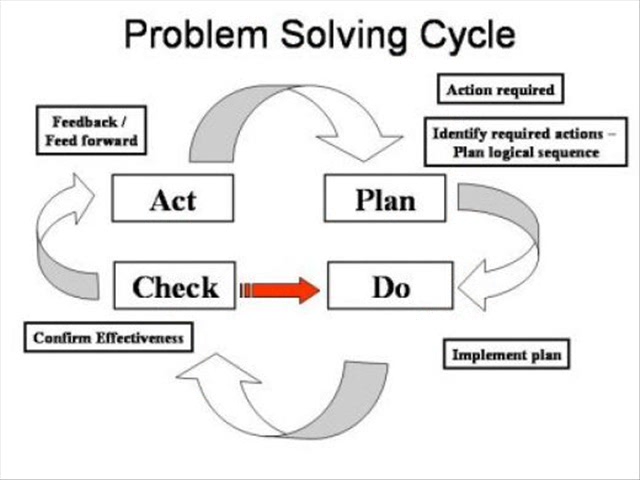 Problem Solving Cycle
Action required
Feedback /
Feed forward
Identify required actions –
Plan logical sequence
Act
Plan
Check
Do
Confirm Effectiveness
Implement plan